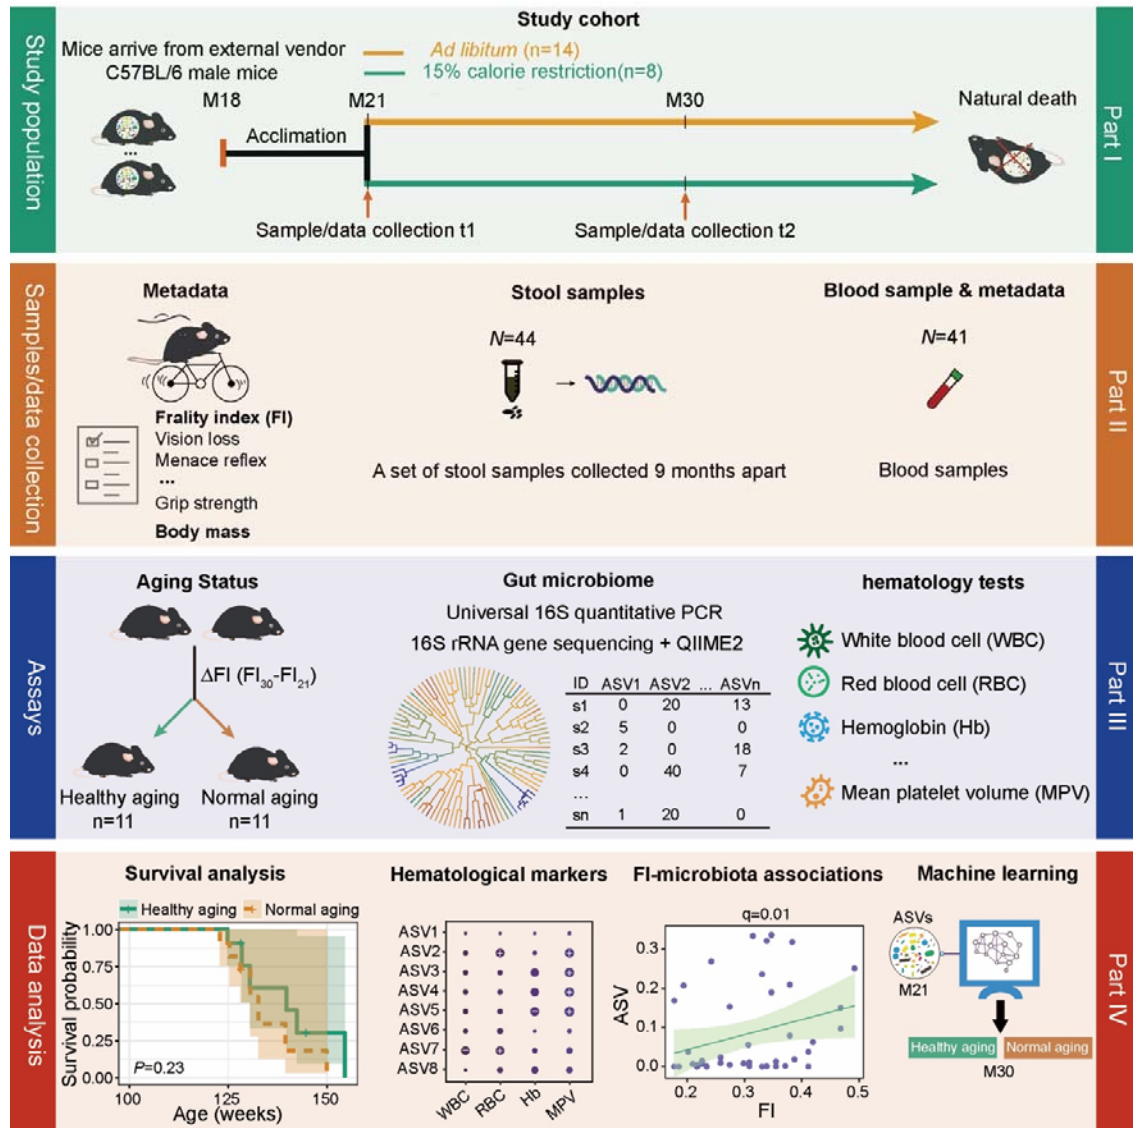 Study population
Part I
Study cohort
Mice arrive from external vendor
C57BL/6 male mice
Ad libitum (n=14)
15% calorie restriction(n=8)
M18
M21
M30
Natural death
Acclimation
Sample/data collection t1
Sample/data collection t2
Samples/data collection
Part II
Metadata
Frality index (FI)
Vision loss
Menace reflex
...
Grip strength
Body mass
Stool samples
N=44
A set of stool samples collected 9 months apart
Blood sample & metadata
N=41
Blood samples
Assays
Part III
Aging Status
ΔFI (FI30-FI21)
Healthy aging
n=11
Normal aging
n=11
Gut microbiome
Universal 16S quantitative PCR
16S rRNA gene sequencing + QIIME2
ID ASV1 ASV2 ... ASVn
s1 0 20 13
s2 5 0 0
s3 2 0 18
s4 0 40 7
...
sn 1 20 0
hematology tests
White blood cell (WBC)
Red blood cell (RBC)
Hemoglobin (Hb)
...
Mean platelet volume (MPV)
Data analysis
Part IV
Survival analysis
Healthy aging
Normal aging
Survival probability
1.00
0.75
0.50
0.25
0.00
P=0.23
100 125 150
Age (weeks)
Hematological markers
ASV1
ASV2
ASV3
ASV4
ASV5
ASV6
ASV7
ASV8
WBC
RBC
Hb
MPV
FI-microbiota associations
q=0.01
ASV
0.3
0.2
0.1
0.0
0.2 0.3 0.4 0.5
FI
Machine learning
ASVs
M21
Healthy aging
Normal aging
M30